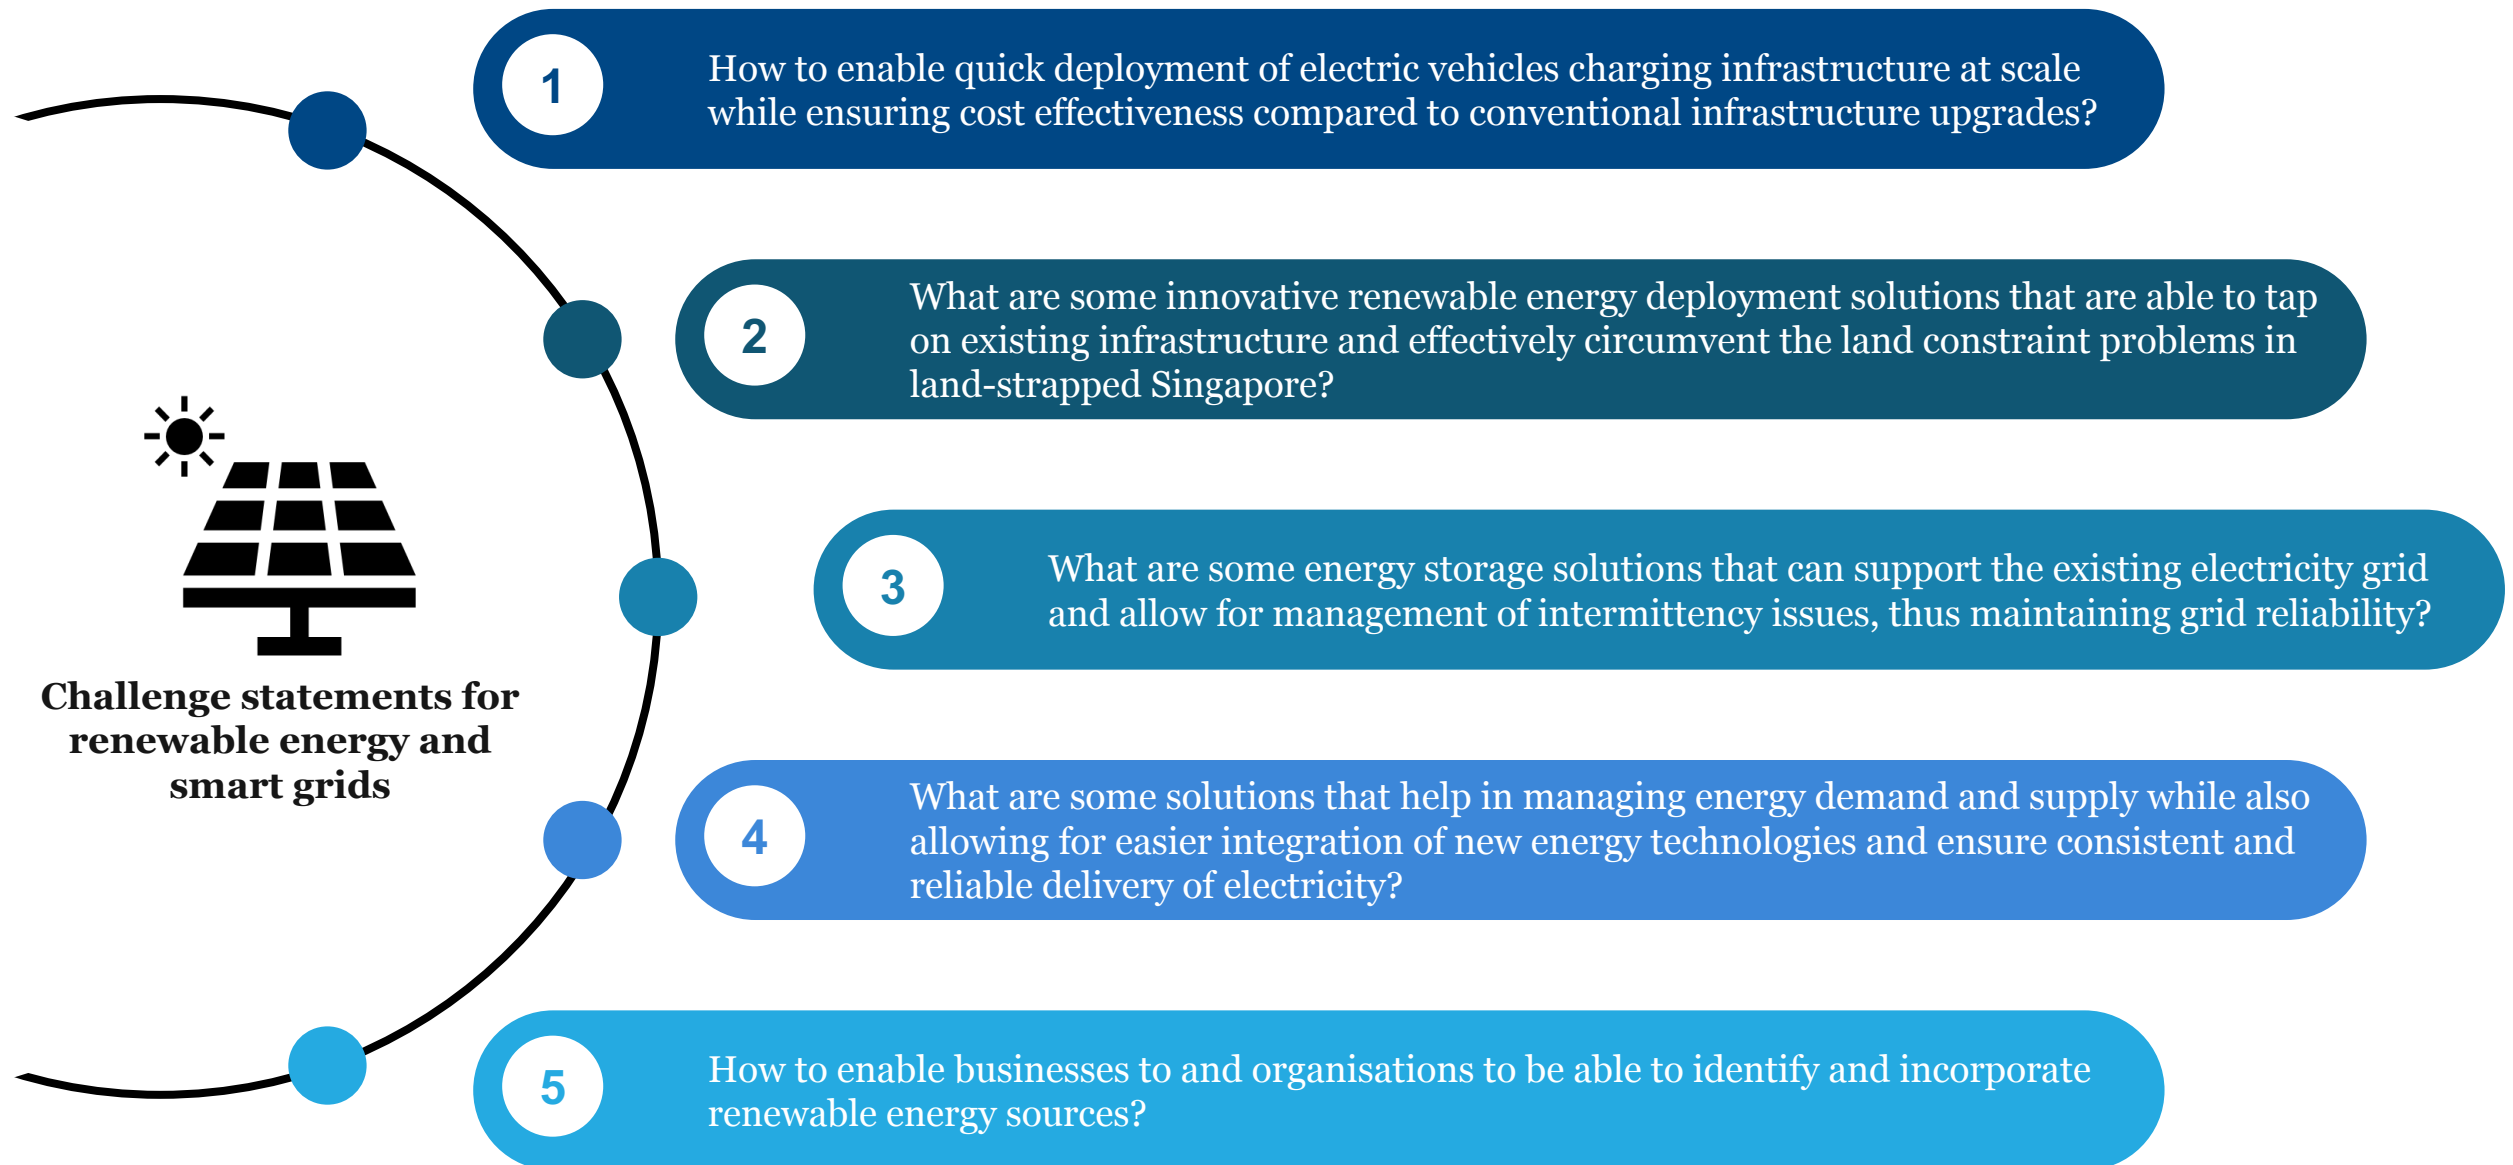 1
How to enable quick deployment of electric vehicles charging infrastructure at scale
while ensuring cost effectiveness compared to conventional infrastructure upgrades?
2
What are some innovative renewable energy deployment solutions that are able to tap
on existing infrastructure and effectively circumvent the land constraint problems in
land-strapped Singapore?
3
What are some energy storage solutions that can support the existing electricity grid
and allow for management of intermittency issues, thus maintaining grid reliability?
Challenge statements for
renewable energy and
smart grids
4
What are some solutions that help in managing energy demand and supply while also
allowing for easier integration of new energy technologies and ensure consistent and
reliable delivery of electricity?
5
How to enable businesses to and organisations to be able to identify and incorporate
renewable energy sources?